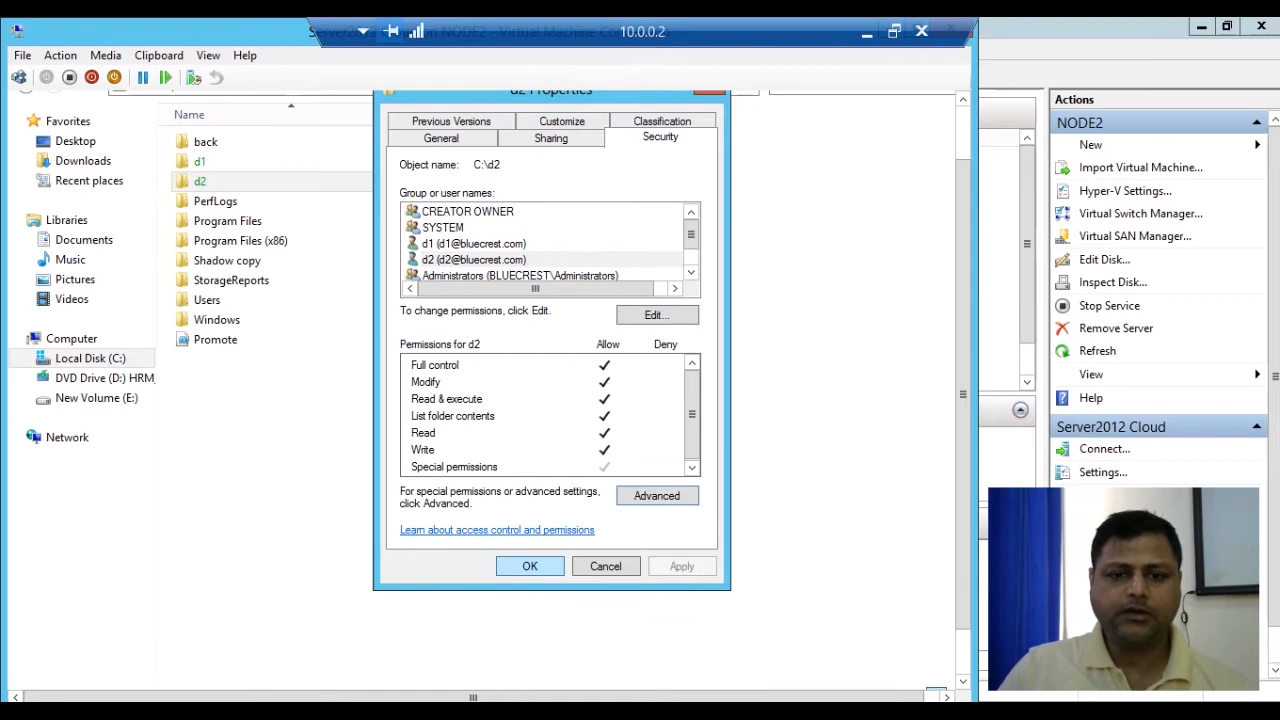 Server2012 C on NODE2 - Virtual Machine Co
10.0.0.2
File Action Media Clipboard View Help
d2 Properties
Previous Versions Customize Classification
General Sharing Security
Object name: C:\d2
Group or user names:
CREATOR OWNER
SYSTEM
d1 (d1@bluecrest.com)
d2 (d2@bluecrest.com)
Administrators (BLUECREST\Administrators)
To change permissions, click Edit.
Edit...
Permissions for d2 Allow Deny
Full control
Modify
Read & execute
List folder contents
Read
Write
Special permissions
For special permissions or advanced settings,
click Advanced.
Advanced
Learn about access control and permissions
OK Cancel Apply
Favorites
Desktop
Downloads
Recent places
Libraries
Documents
Music
Pictures
Videos
Computer
Local Disk (C:)
DVD Drive (D:) HRM_
New Volume (E:)
Network
Name
back
d1
d2
PerfLogs
Program Files
Program Files (x86)
Shadow copy
StorageReports
Users
Windows
Promote
Actions
NODE2
New
Import Virtual Machine...
Hyper-V Settings...
Virtual Switch Manager...
Virtual SAN Manager...
Edit Disk...
Inspect Disk...
Stop Service
Remove Server
Refresh
View
Help
Server2012 Cloud
Connect...
Settings...